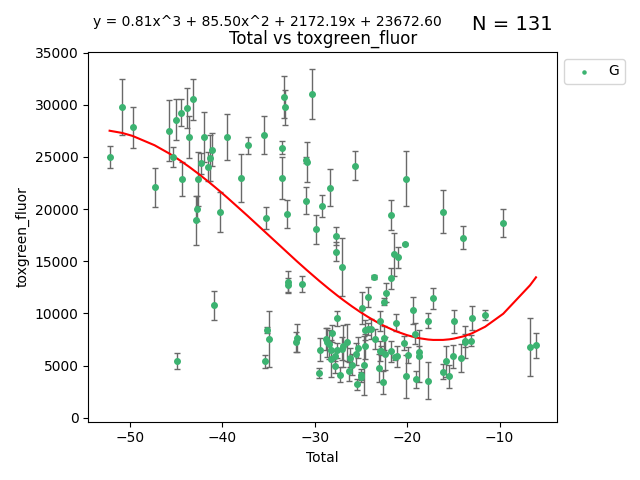 y = 0.81x^3 + 85.50x^2 + 2172.19x + 23672.60
N = 131
Total vs toxgreen_fluor
G
35000
30000
25000
20000
15000
10000
5000
0
toxgreen_fluor
−50
−40
−30
−20
−10
Total